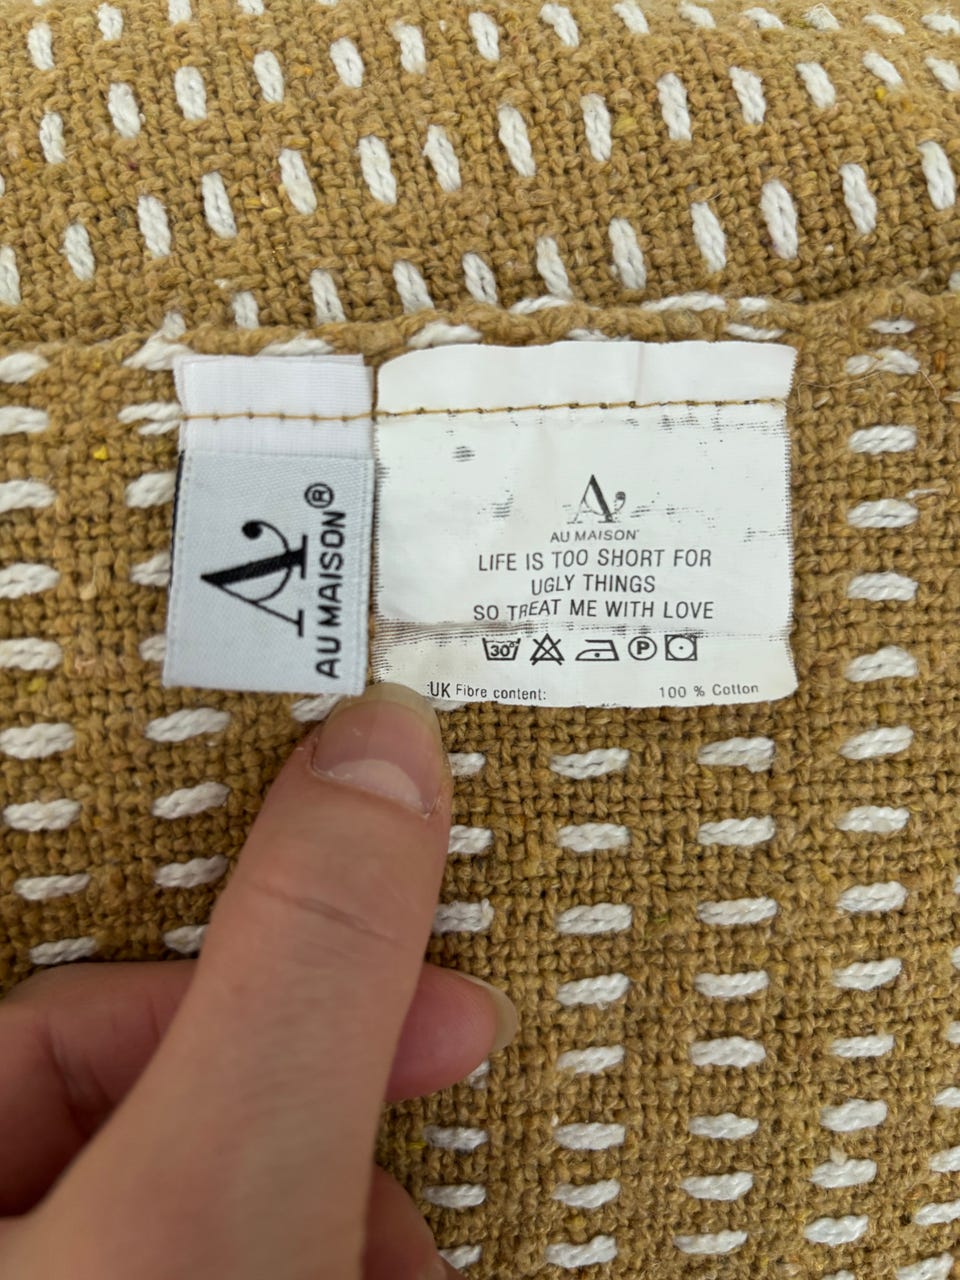 AU MAISON®
AU MAISON
LIFE IS TOO SHORT FOR
UGLY THINGS
SO TREAT ME WITH LOVE
30° P
UK Fibre content: 100 % Cotton